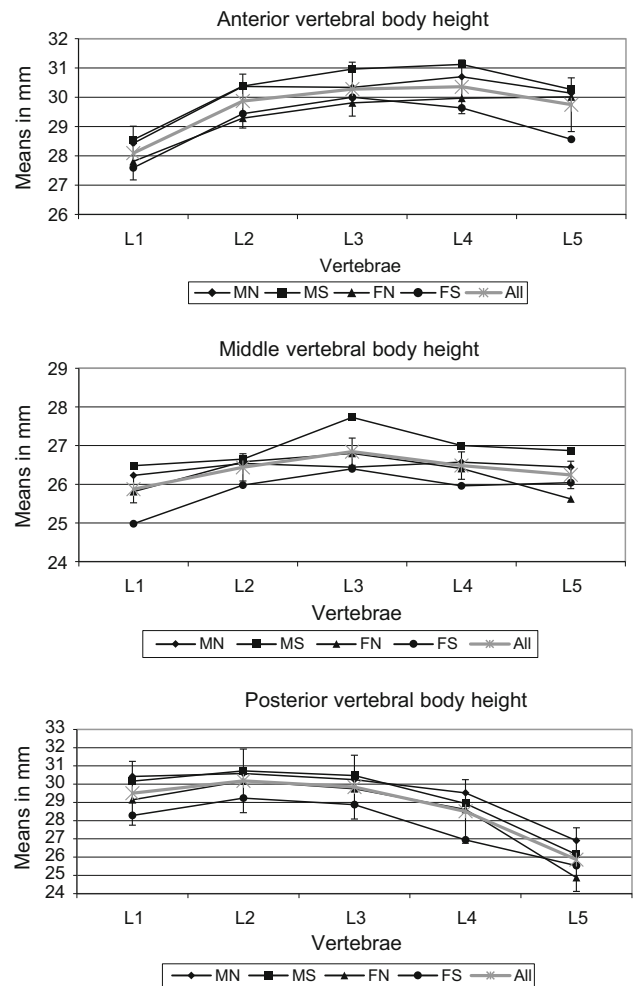 Anterior vertebral body height
32
31
30
29
28
27
26
Means in mm
L1 L2 L3 L4 L5
Vertebrae
MN MS FN FS All
Middle vertebral body height
29
28
27
26
25
24
Means in mm
L1 L2 L3 L4 L5
Vertebrae
MN MS FN FS All
Posterior vertebral body height
33
32
31
30
29
28
27
26
25
24
Means in mm
L1 L2 L3 L4 L5
Vertebrae
MN MS FN FS All